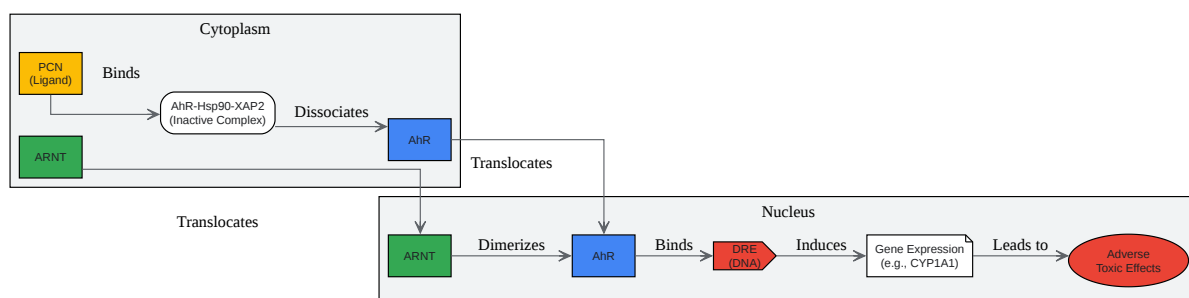 Cytoplasm
PCN
(Ligand)
Binds
AhR-Hsp90-XAP2
(Inactive Complex)
Dissociates
AhR
ARNT
Translocates
Translocates
Nucleus
ARNT
Dimerizes
AhR
Binds
DRE
(DNA)
Induces
Gene Expression
(e.g., CYP1A1)
Leads to
Adverse
Toxic Effects